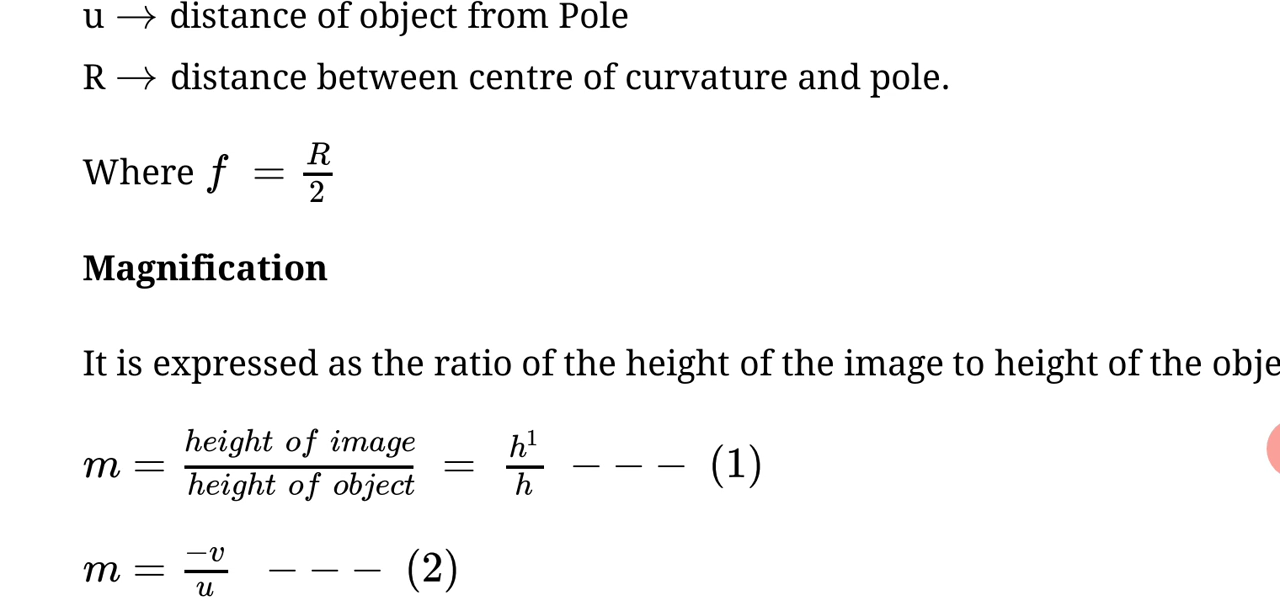 u → distance of object from Pole
R → distance between centre of curvature and pole.
Where f = R/2
Magnification
It is expressed as the ratio of the height of the image to height of the
m = height of image/height of object = h¹/h − − − (1)
m = −v/u − − − (2)